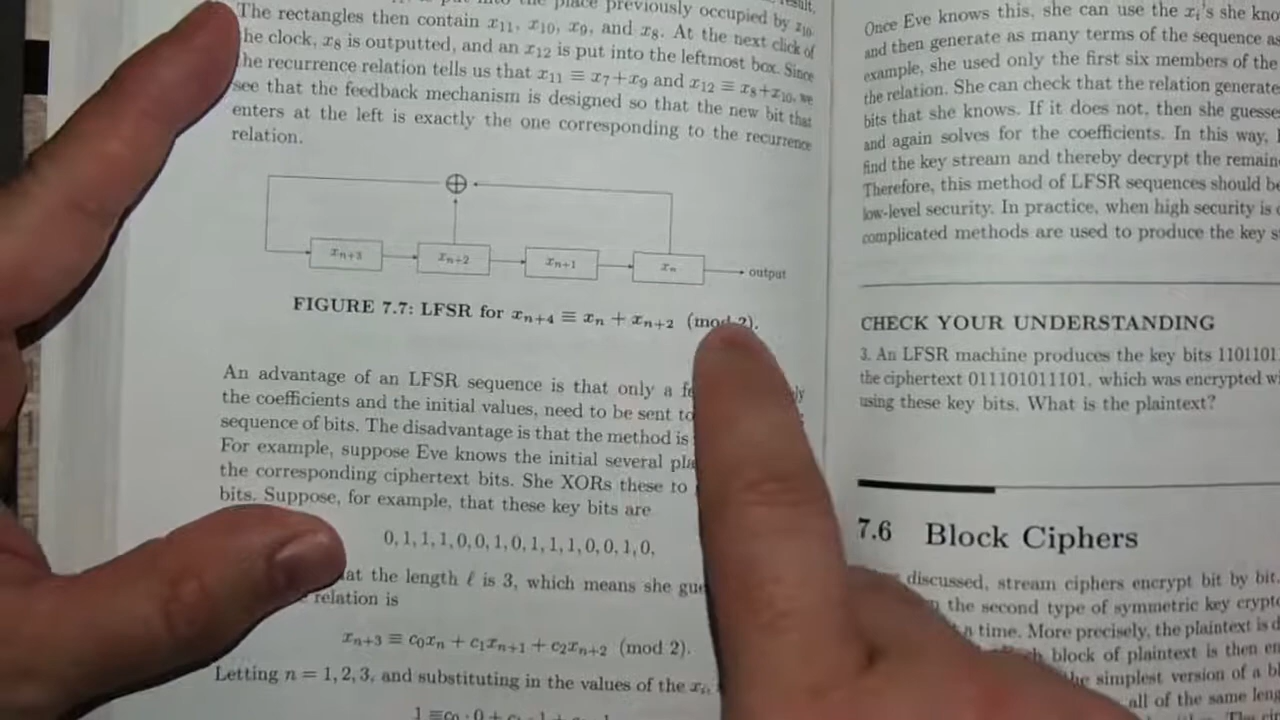 the place previously occupied by x10
The rectangles then contain x11, x10, x9, and x8. At the next click of
the clock, x8 is outputted, and an x12 is put into the leftmost box. Since
the recurrence relation tells us that x11 ≡ x7+x9 and x12 ≡ x8+x10, we
see that the feedback mechanism is designed so that the new bit that
enters at the left is exactly the one corresponding to the recurrence
relation.
⊕
xn+3
xn+2
xn+1
xn
output
FIGURE 7.7: LFSR for xn+4 ≡ xn + xn+2 (mod 2).
An advantage of an LFSR sequence is that only a
the coefficients and the initial values, need to be sent to
sequence of bits. The disadvantage is that the method is
For example, suppose Eve knows the initial several
the corresponding ciphertext bits. She XORs these to
bits. Suppose, for example, that these key bits are
0, 1, 1, 1, 0, 0, 1, 0, 1, 1, 1, 0, 0, 1, 0,
at the length ℓ is 3, which means she
relation is
xn+3 ≡ c0xn + c1xn+1 + c2xn+2 (mod 2).
Letting n = 1, 2, 3, and substituting in the values of the xi,
Once Eve knows this, she can use the xi's she
and then generate as many terms of the sequence as
example, she used only the first six members of the
the relation. She can check that the relation
bits that she knows. If it does not, then she
and again solves for the coefficients. In this way,
find the key stream and thereby decrypt the
Therefore, this method of LFSR sequences should
low-level security. In practice, when high security is
complicated methods are used to produce the key
CHECK YOUR UNDERSTANDING
3. An LFSR machine produces the key bits 1101101
the ciphertext 011101011101, which was encrypted
using these key bits. What is the plaintext?
7.6 Block Ciphers
discussed, stream ciphers encrypt bit by bit.
the second type of symmetric key
a time. More precisely, the plaintext is
block of plaintext is then
the simplest version of a
all of the same